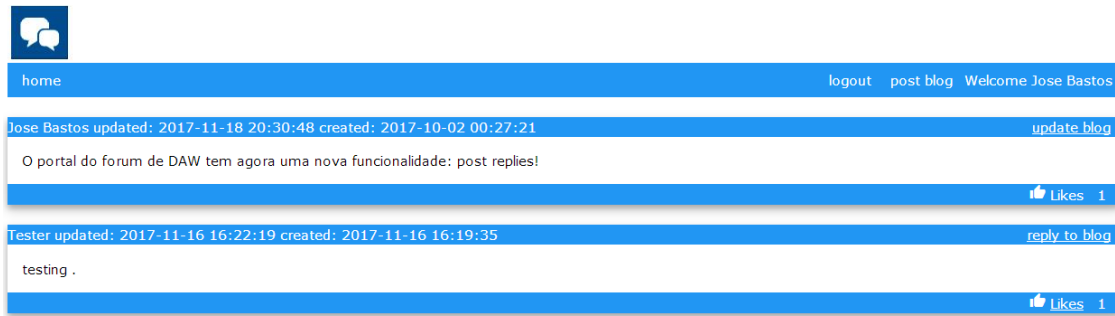 home logout post blog Welcome Jose Bastos
Jose Bastos updated: 2017-11-18 20:30:48 created: 2017-10-02 00:27:21 update blog
O portal do forum de DAW tem agora uma nova funcionalidade: post replies!
Likes 1
Tester updated: 2017-11-16 16:22:19 created: 2017-11-16 16:19:35 reply to blog
testing .
Likes 1